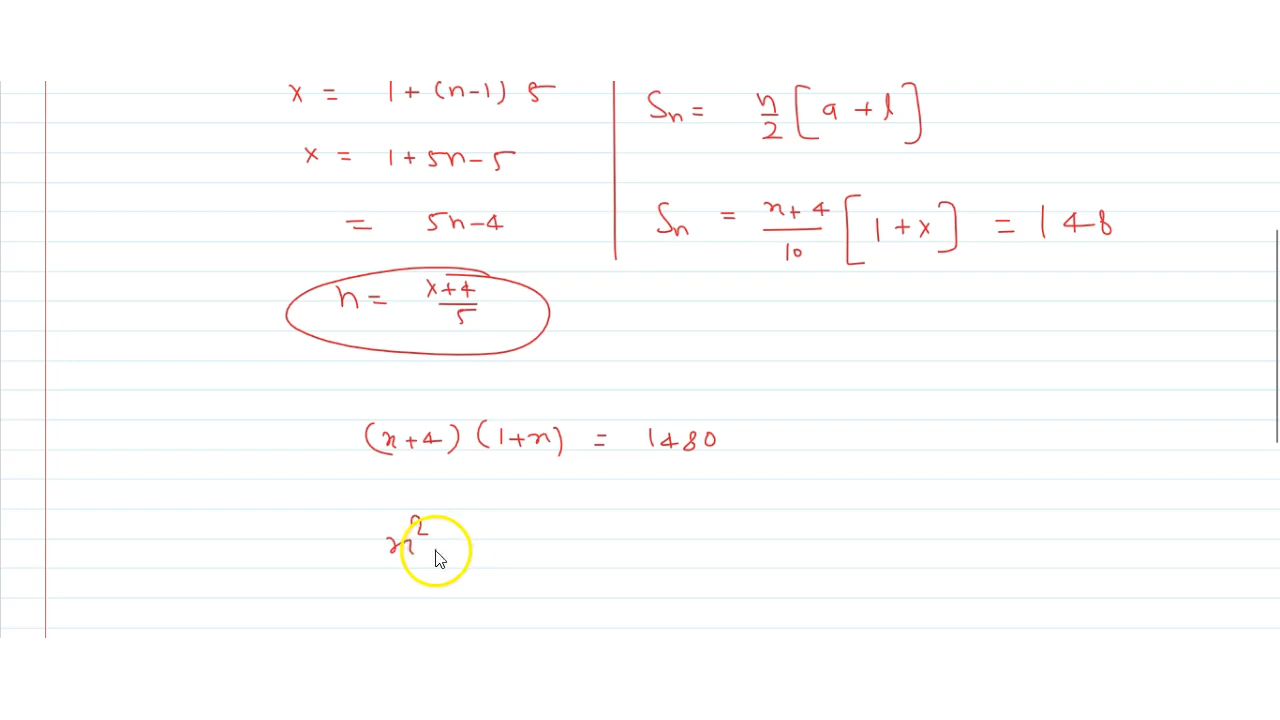 x = 1 + (n-1) 5
x = 1 + 5n - 5
= 5n - 4
n = x+4/5
Sn = n/2 [a + l]
Sn = x+4/10 [1 + x] = 148
(x+4) (1+x) = 1480
x²